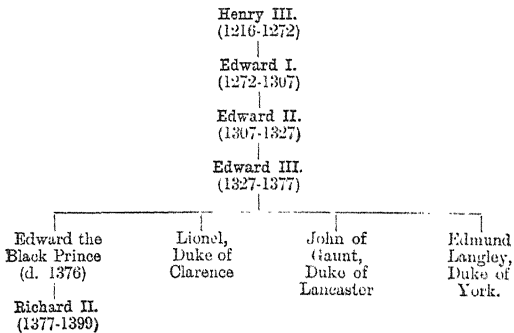 Henry III.
(1216-1272)
Edward I.
(1272-1307)
Edward II.
(1307-1327)
Edward III.
(1327-1377)
Edward the
Black Prince
(d. 1376)
Richard II.
(1377-1399)
Lionel,
Duke of
Clarence
John of
Gaunt,
Duke of
Lancaster
Edmund
Langley,
Duke of
York.